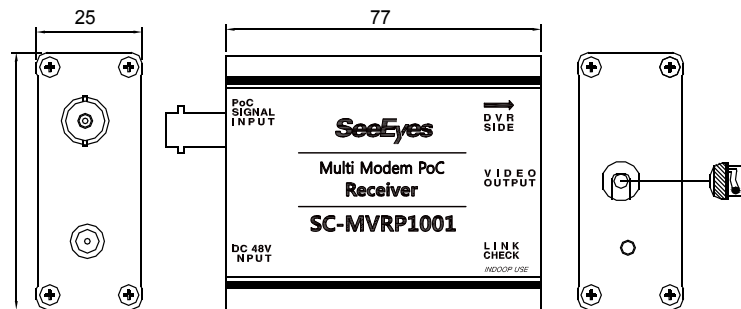 25
77
PoC
SIGNAL
INPUT
DVR
SIDE
SeeEyes
Multi Modem PoC
Receiver
VIDEO
OUTPUT
SC-MVRP1001
DC 48V
NPUT
LINK
CHECK
INDOOP USE